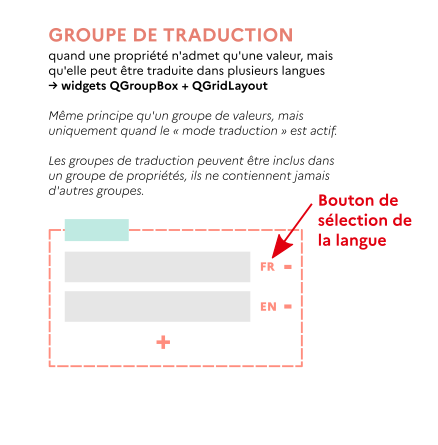 GROUPE DE TRADUCTION
quand une propriété n'admet qu'une valeur, mais
qu'elle peut être traduite dans plusieurs langues
→ widgets QGroupBox + QGridLayout
Même principe qu'un groupe de valeurs, mais
uniquement quand le « mode traduction » est actif.
Les groupes de traduction peuvent être inclus dans
un groupe de propriétés, ils ne contiennent jamais
d'autres groupes.
Bouton de
sélection de
la langue
FR -
EN -
+